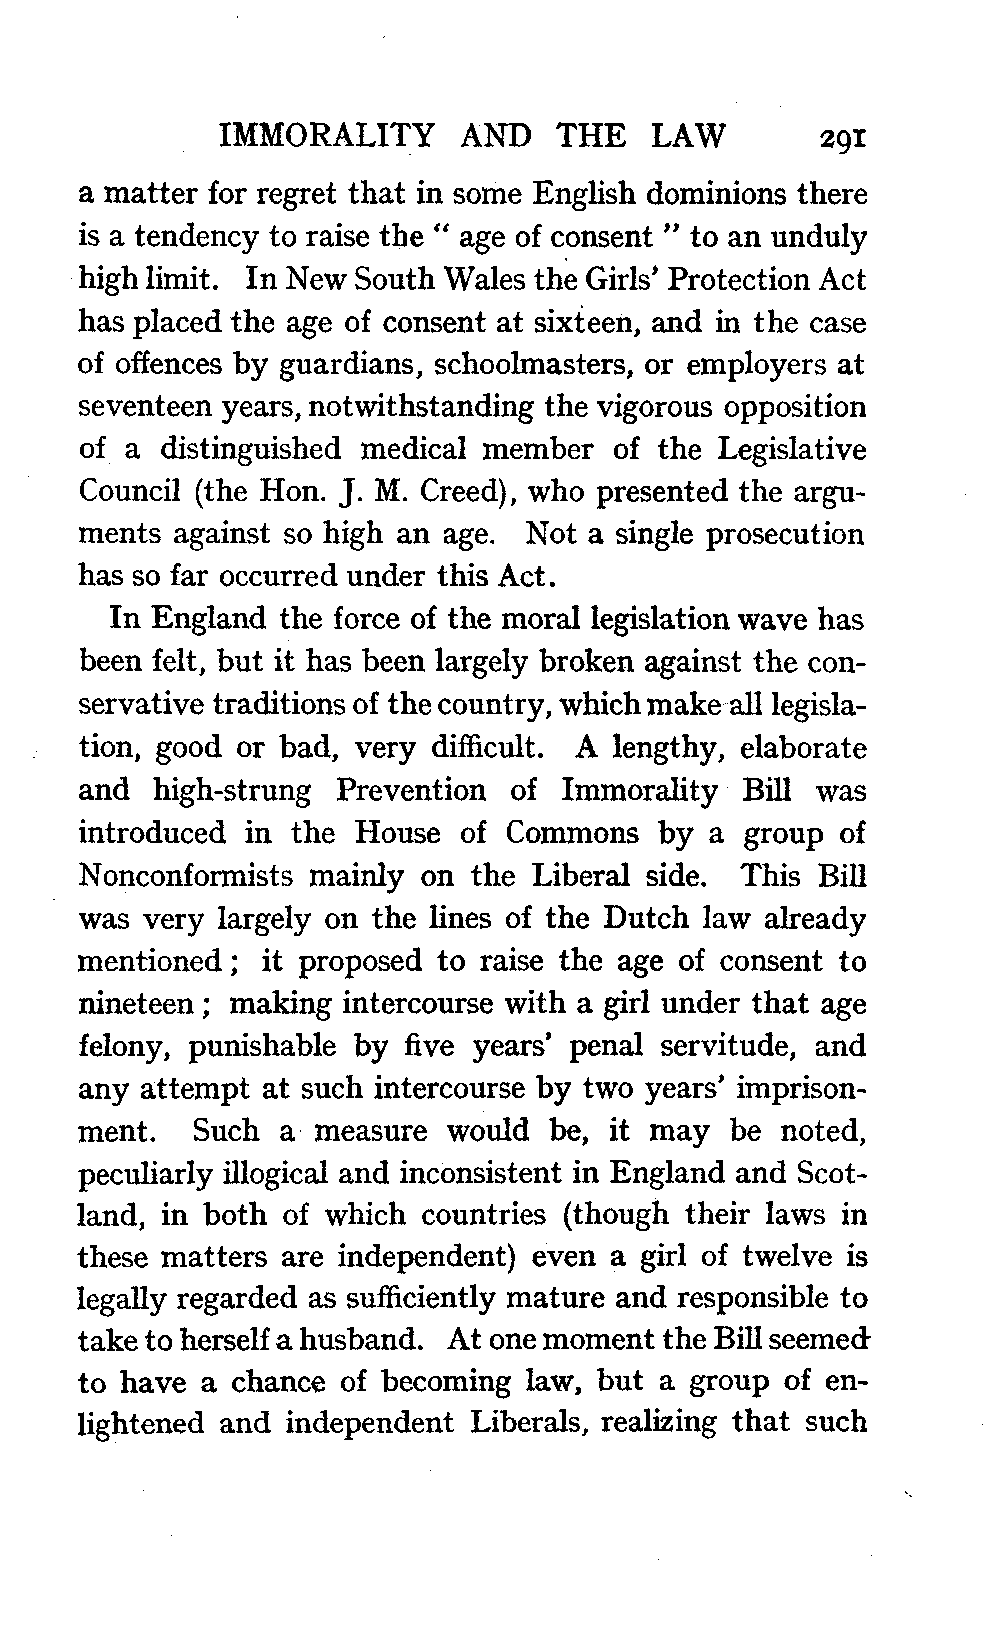 IMMORALITY AND THE LAW 291
a matter for regret that in some English dominions there
is a tendency to raise the “ age of consent ” to an unduly
high limit. In New South Wales the Girls’ Protection Act
has placed the age of consent at sixteen, and in the case
of offences by guardians, schoolmasters, or employers at
seventeen years, notwithstanding the vigorous opposition
of a distinguished medical member of the Legislative
Council (the Hon. J. M. Creed), who presented the argu-
ments against so high an age. Not a single prosecution
has so far occurred under this Act.
In England the force of the moral legislation wave has
been felt, but it has been largely broken against the con-
servative traditions of the country, which make all legisla-
tion, good or bad, very difficult. A lengthy, elaborate
and high-strung Prevention of Immorality Bill was
introduced in the House of Commons by a group of
Nonconformists mainly on the Liberal side. This Bill
was very largely on the lines of the Dutch law already
mentioned ; it proposed to raise the age of consent to
nineteen ; making intercourse with a girl under that age
felony, punishable by five years’ penal servitude, and
any attempt at such intercourse by two years’ imprison-
ment. Such a measure would be, it may be noted,
peculiarly illogical and inconsistent in England and Scot-
land, in both of which countries (though their laws in
these matters are independent) even a girl of twelve is
legally regarded as sufficiently mature and responsible to
take to herself a husband. At one moment the Bill seemed
to have a chance of becoming law, but a group of en-
lightened and independent Liberals, realizing that such